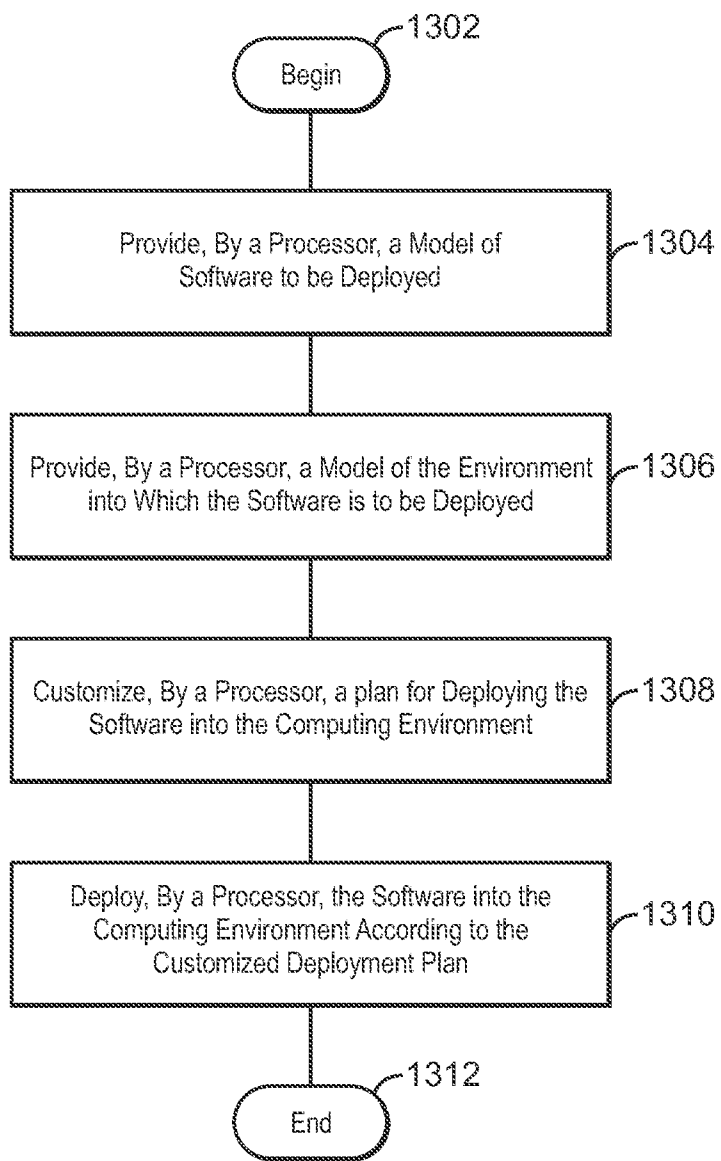 1302
Begin
Provide, By a Processor, a Model of
Software to be Deployed
1304
Provide, By a Processor, a Model of the Environment
into Which the Software is to be Deployed
1306
Customize, By a Processor, a plan for Deploying the
Software into the Computing Environment
1308
Deploy, By a Processor, the Software into the
Computing Environment According to the
Customized Deployment Plan
1310
1312
End